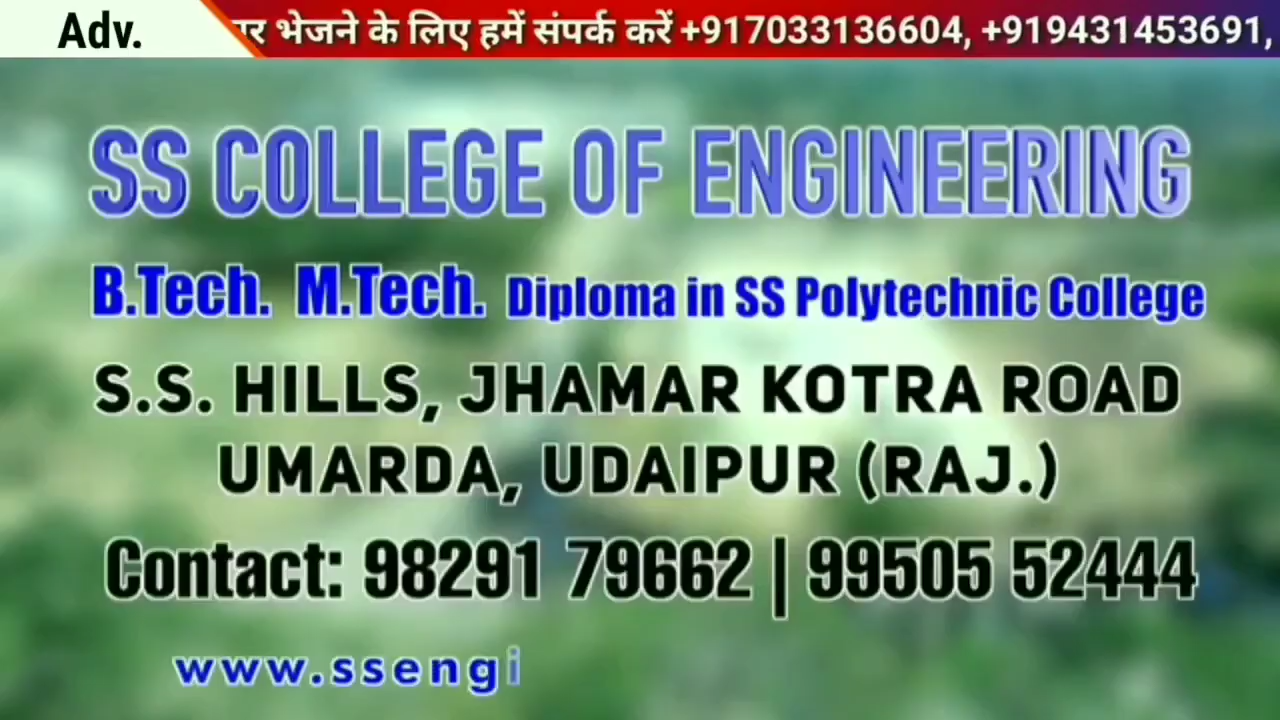 Adv.
भेजने के लिए हमें संपर्क करें +917033136604, +919431453691,
SS COLLEGE OF ENGINEERING
B.Tech. M.Tech. Diploma in SS Polytechnic College
S.S. HILLS, JHAMAR KOTRA ROAD
UMARDA, UDAIPUR (RAJ.)
Contact: 98291 79662 | 99505 52444
www.ssengi